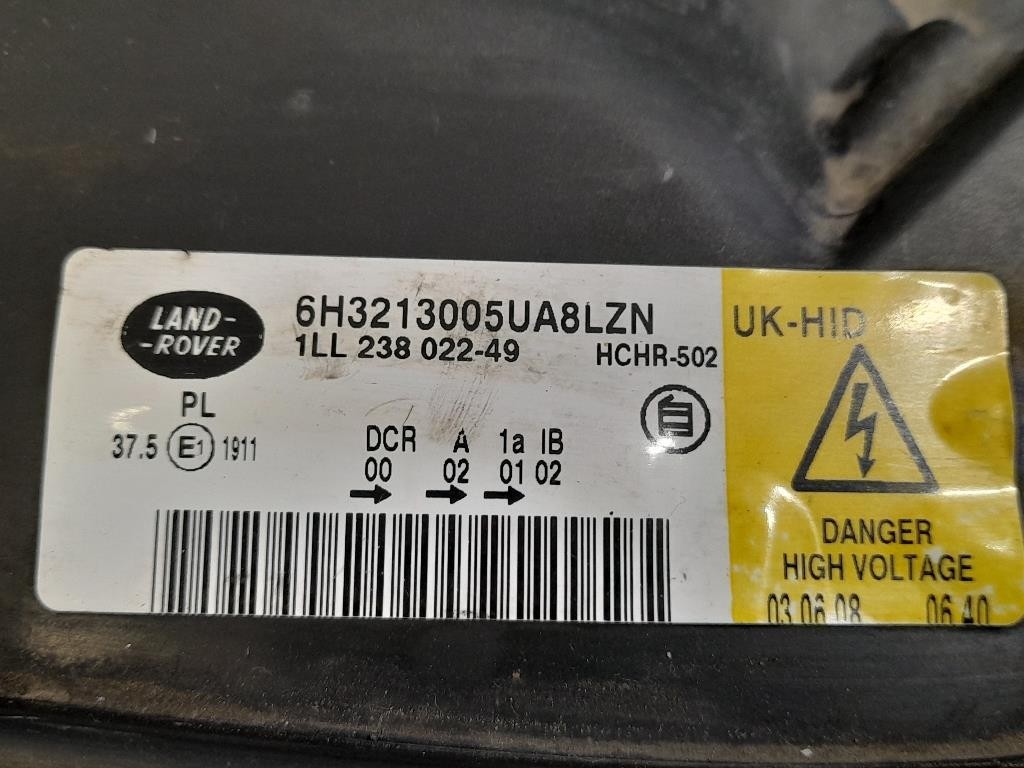 LAND-
-ROVER
6H3213005UA8LZN
1LL 238 022-49
HCHR-502
UK-HID
PL
37.5 E1 1911
DCR A 1a IB
00 02 01 02
自
DANGER
HIGH VOLTAGE
03.06.08 06.40